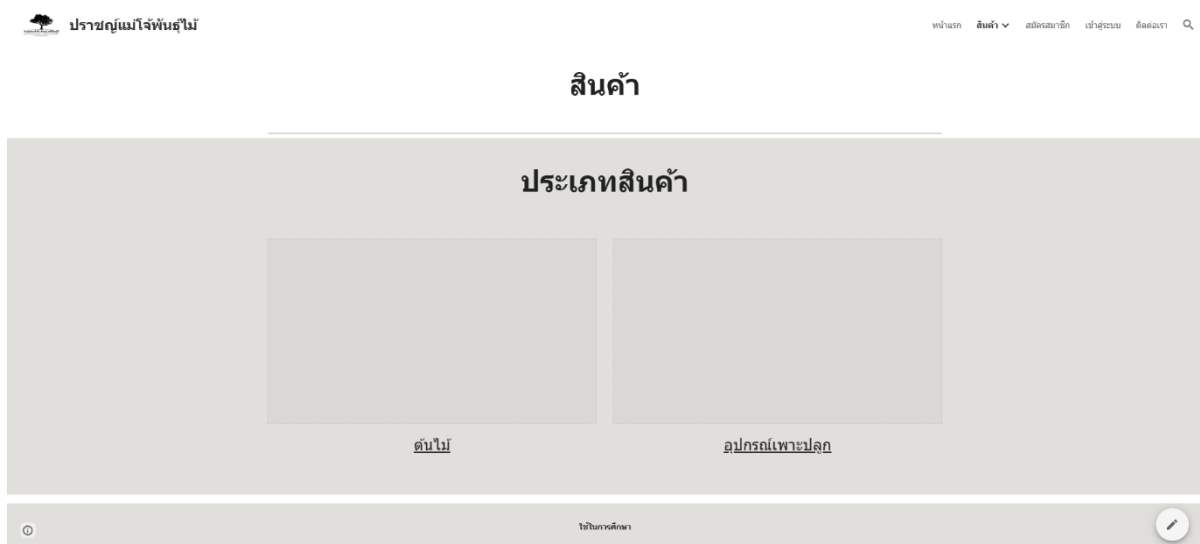 ปราชญ์แม่โจ้พันธุ์ไม้
หน้าแรก สินค้า สมัครสมาชิก เข้าสู่ระบบ ติดต่อเรา
สินค้า
ประเภทสินค้า
ต้นไม้ อุปกรณ์เพาะปลูก
ใช้ในการศึกษา